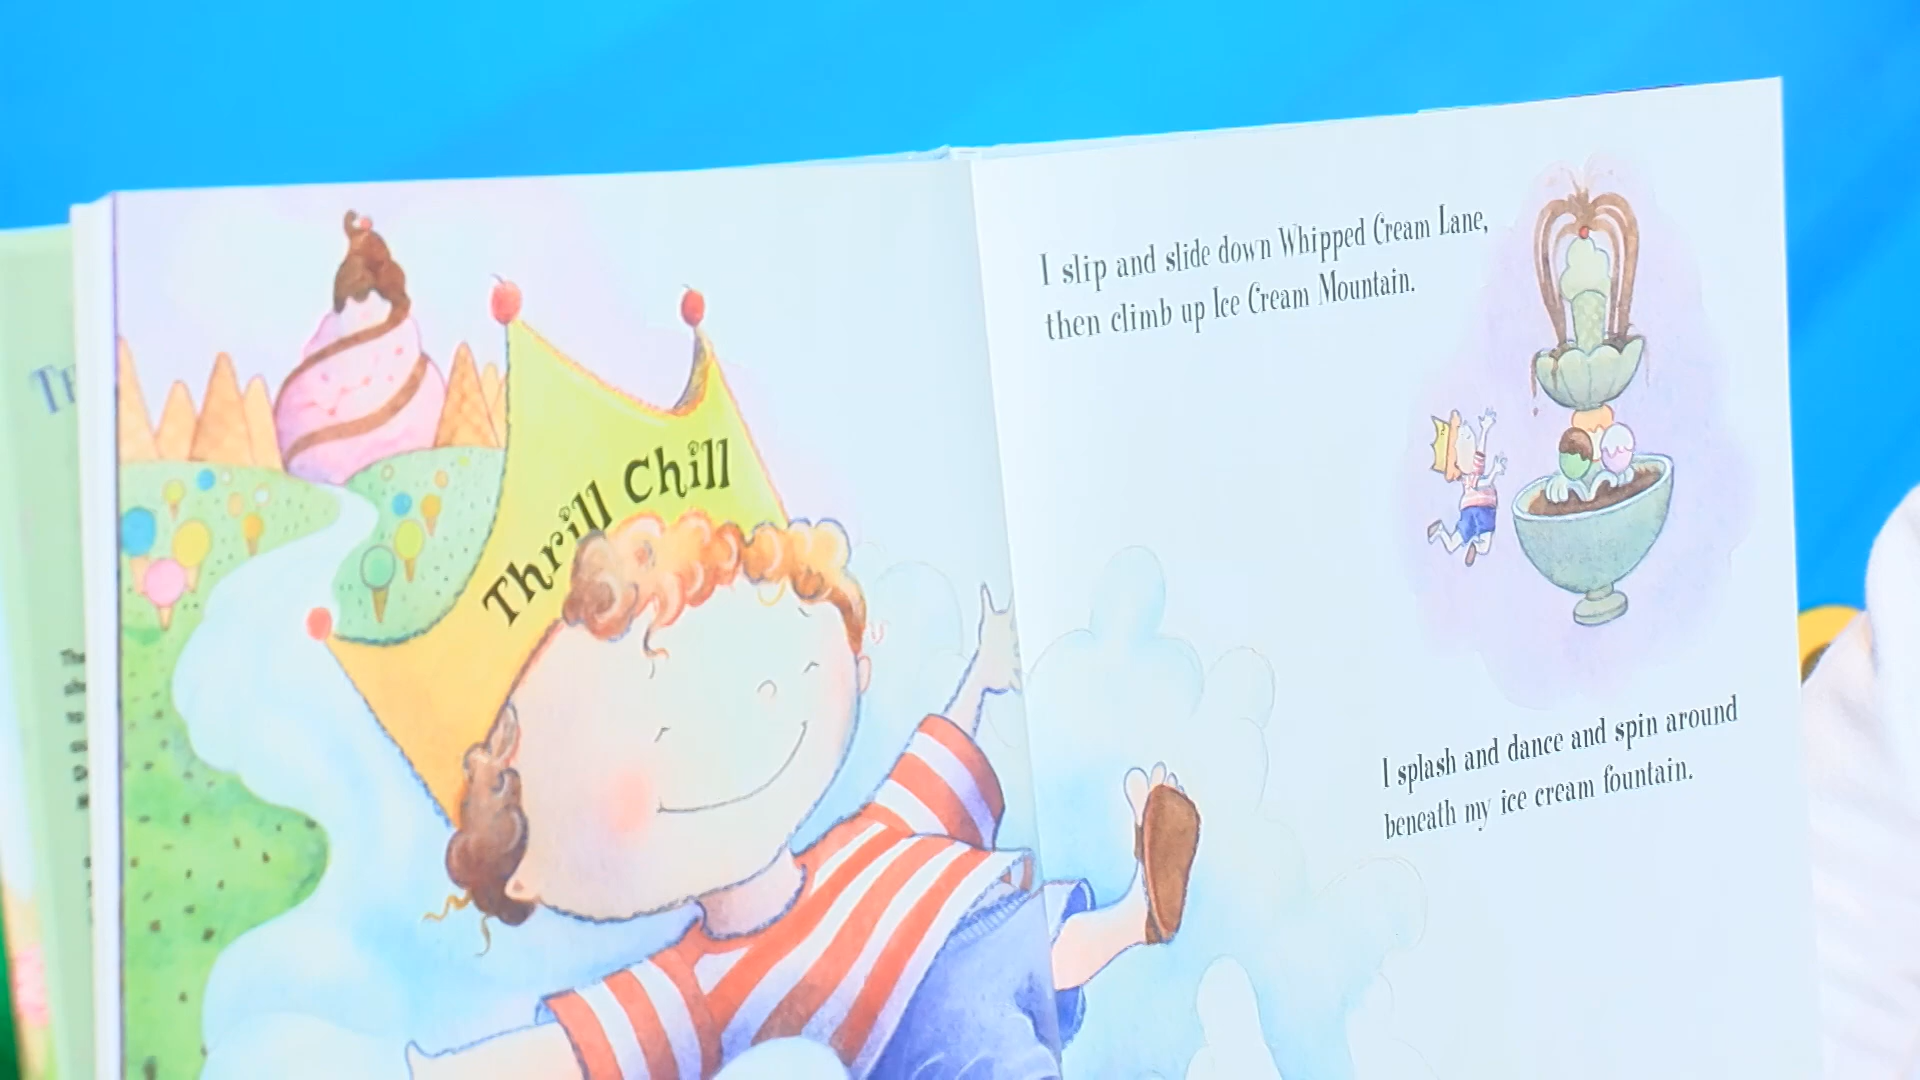 Thrill Chill
I slip and slide down Whipped Cream Lane,
then climb up Ice Cream Mountain.
I splash and dance and spin around
beneath my ice cream fountain.